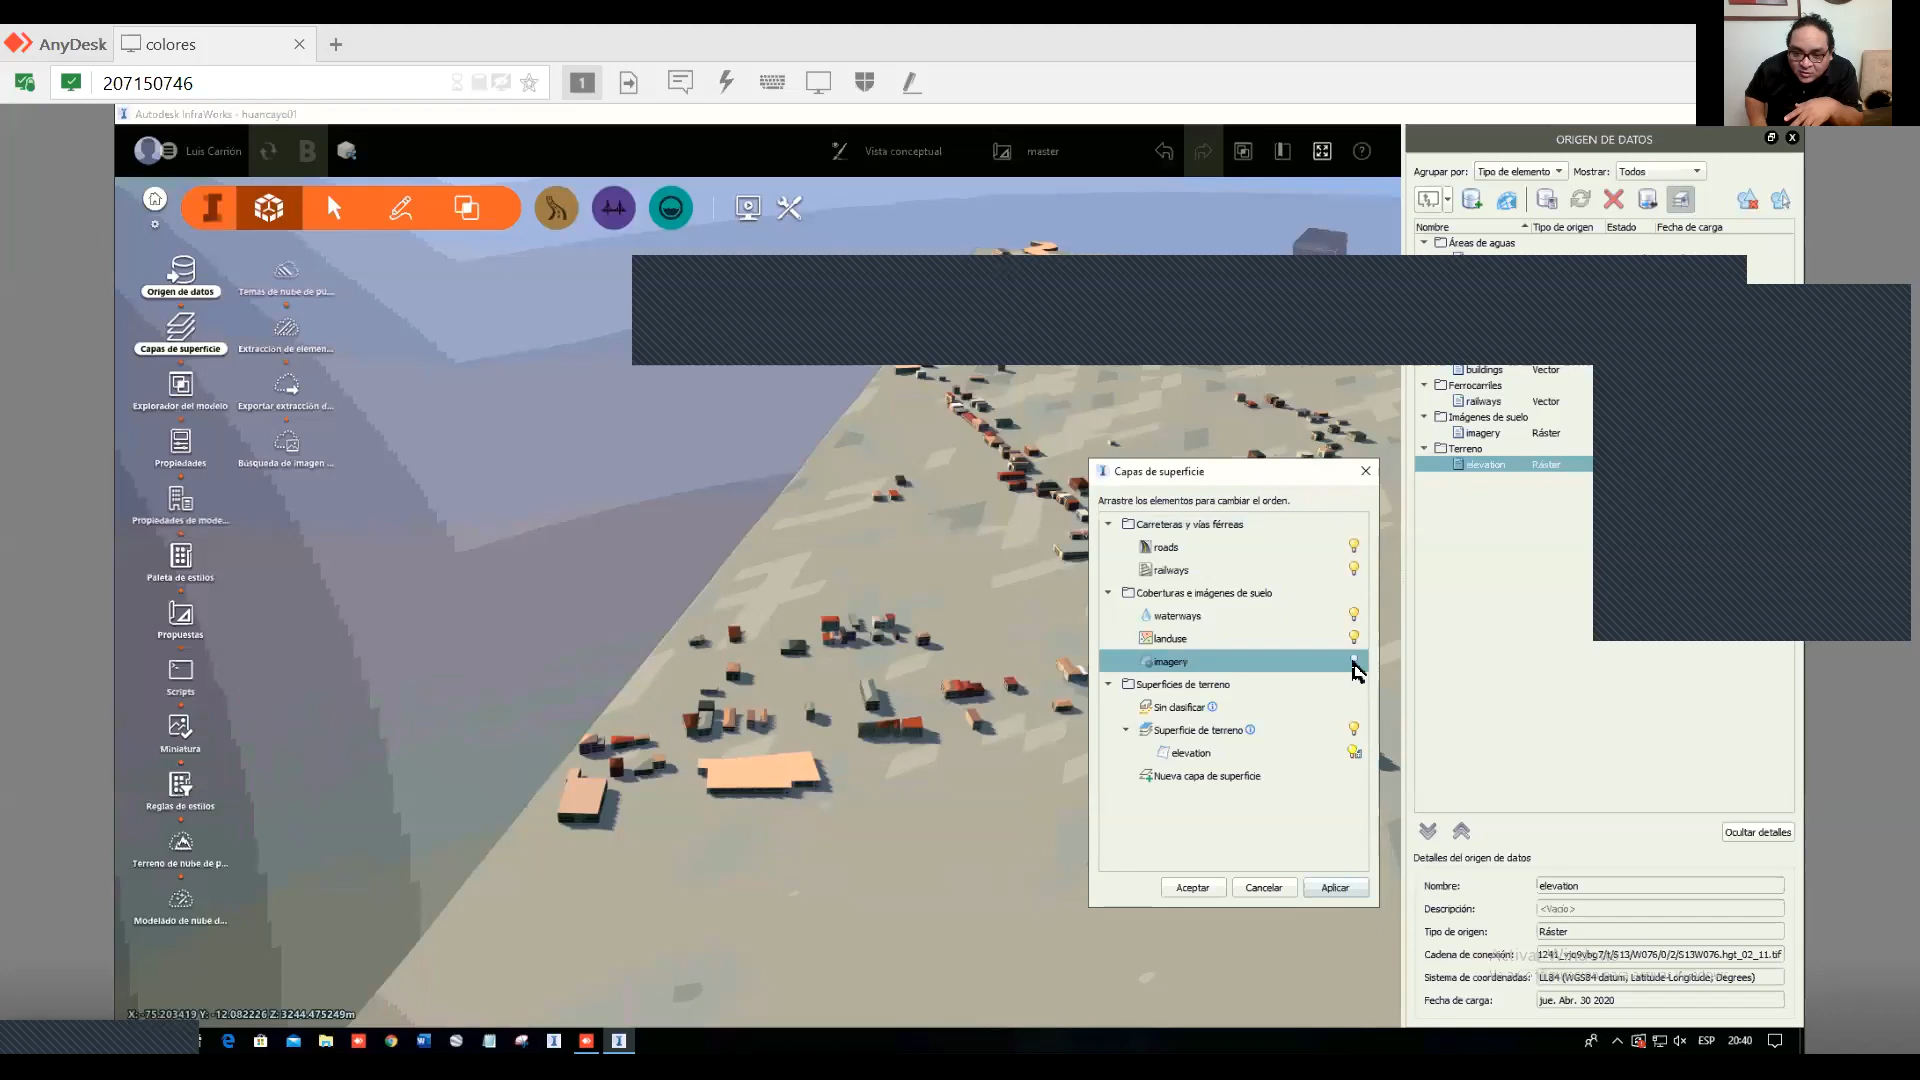 AnyDesk
colores
207150746
1
Autodesk InfraWorks - huancayo01
Luis Carrión
Vista conceptual
master
ORIGEN DE DATOS
Agrupar por:
Tipo de elemento
Mostrar:
Todos
Nombre
Tipo de origen
Estado
Fecha de carga
Áreas de aguas
buildings Vector
Ferrocarriles
railways Vector
Imágenes de suelo
imagery Ráster
Terreno
elevation Ráster
Origen de datos
Temas de nube de pu...
Capas de superficie
Extracción de elemen...
Explorador del modelo
Exportar extracción d...
Propiedades
Búsqueda de imagen ...
Propiedades de mode...
Paleta de estilos
Propuestas
Scripts
Miniatura
Reglas de estilos
Terreno de nube de p...
Modelado de nube d...
Capas de superficie
Arrastre los elementos para cambiar el orden.
Carreteras y vías férreas
roads
railways
Coberturas e imágenes de suelo
waterways
landuse
imagery
Superficies de terreno
Sin clasificar
Superficie de terreno
elevation
Nueva capa de superficie
Aceptar
Cancelar
Aplicar
Ocultar detalles
Detalles del origen de datos
Nombre: elevation
Descripción: <Vacío>
Tipo de origen: Ráster
Cadena de conexión:
Sistema de coordenadas: LL84 (WGS84 datum, Latitude-Longitude; Degrees)
Fecha de carga: jue. Abr. 30 2020
X: -75.203419 Y: -12.082226 Z: 3244.475249m
ESP
20:40